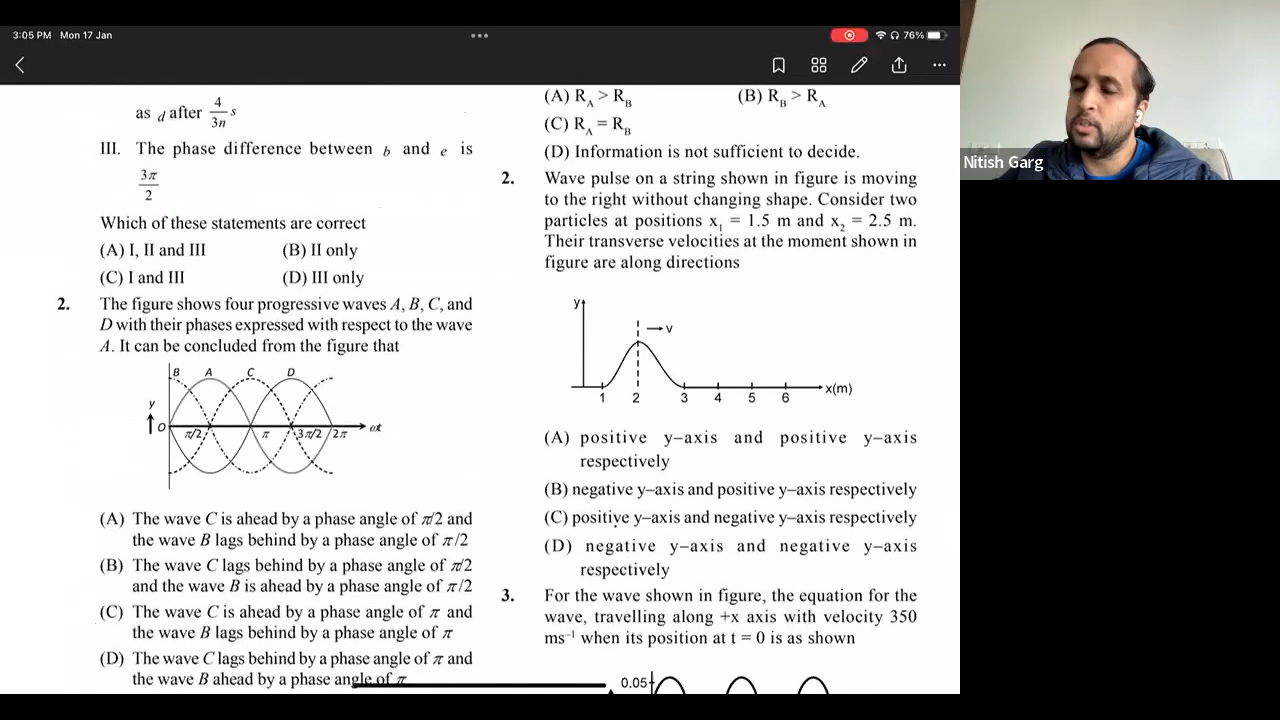 3:05 PM Mon 17 Jan
76%
as d after 4/3n s
III. The phase difference between b and e is
3π/2
Which of these statements are correct
(A) I, II and III (B) II only
(C) I and III (D) III only
2. The figure shows four progressive waves A, B, C, and
D with their phases expressed with respect to the wave
A. It can be concluded from the figure that
B A C D
y
O π/2 π 3π/2 2π ωt
(A) The wave C is ahead by a phase angle of π/2 and
the wave B lags behind by a phase angle of π/2
(B) The wave C lags behind by a phase angle of π/2
and the wave B is ahead by a phase angle of π/2
(C) The wave C is ahead by a phase angle of π and
the wave B lags behind by a phase angle of π
(D) The wave C lags behind by a phase angle of π and
the wave B ahead by a phase angle of π
(A) R_A > R_B (B) R_B > R_A
(C) R_A = R_B
(D) Information is not sufficient to decide.
2. Wave pulse on a string shown in figure is moving
to the right without changing shape. Consider two
particles at positions x₁ = 1.5 m and x₂ = 2.5 m.
Their transverse velocities at the moment shown in
figure are along directions
y
v
x(m)
1 2 3 4 5 6
(A) positive y–axis and positive y–axis
respectively
(B) negative y–axis and positive y–axis respectively
(C) positive y–axis and negative y–axis respectively
(D) negative y–axis and negative y–axis
respectively
3. For the wave shown in figure, the equation for the
wave, travelling along +x axis with velocity 350
ms⁻¹ when its position at t = 0 is as shown
0.05
Nitish Garg